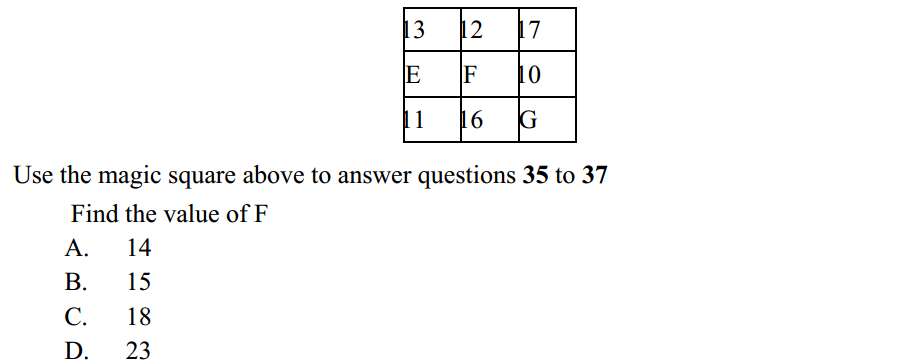 13 12 17
E F 10
11 16 G
Use the magic square above to answer questions 35 to 37
Find the value of F
A. 14
B. 15
C. 18
D. 23